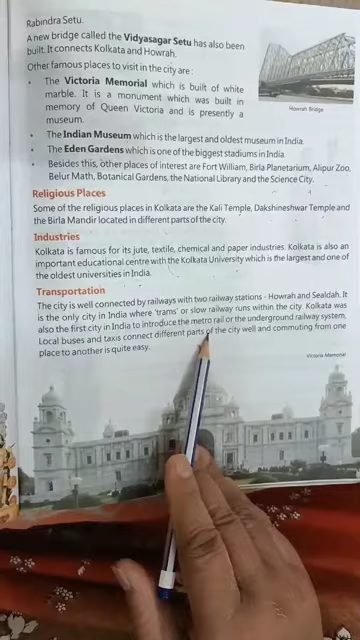 Rabindra Setu.
A new bridge called the Vidyasagar Setu has also been
built. It connects Kolkata and Howrah.
Other famous places to visit in the city are :
• The Victoria Memorial which is built of white
marble. It is a monument which was built in
memory of Queen Victoria and is presently a
museum.
Howrah Bridge
• The Indian Museum which is the largest and oldest museum in India.
• The Eden Gardens which is one of the biggest stadiums in India.
• Besides this, other places of interest are Fort William, Birla Planetarium, Alipur Zoo,
Belur Math, Botanical Gardens, the National Library and the Science City.
Religious Places
Some of the religious places in Kolkata are the Kali Temple, Dakshineshwar Temple and
the Birla Mandir located in different parts of the city.
Industries
Kolkata is famous for its jute, textile, chemical and paper industries. Kolkata is also an
important educational centre with the Kolkata University which is the largest and one of
the oldest universities in India.
Transportation
The city is well connected by railways with two railway stations - Howrah and Sealdah. It
is the only city in India where 'trams' or slow railway runs within the city. Kolkata was
also the first city in India to introduce the metro rail or the underground railway system.
Local buses and taxis connect different parts of the city well and commuting from one
place to another is quite easy.
Victoria Memorial